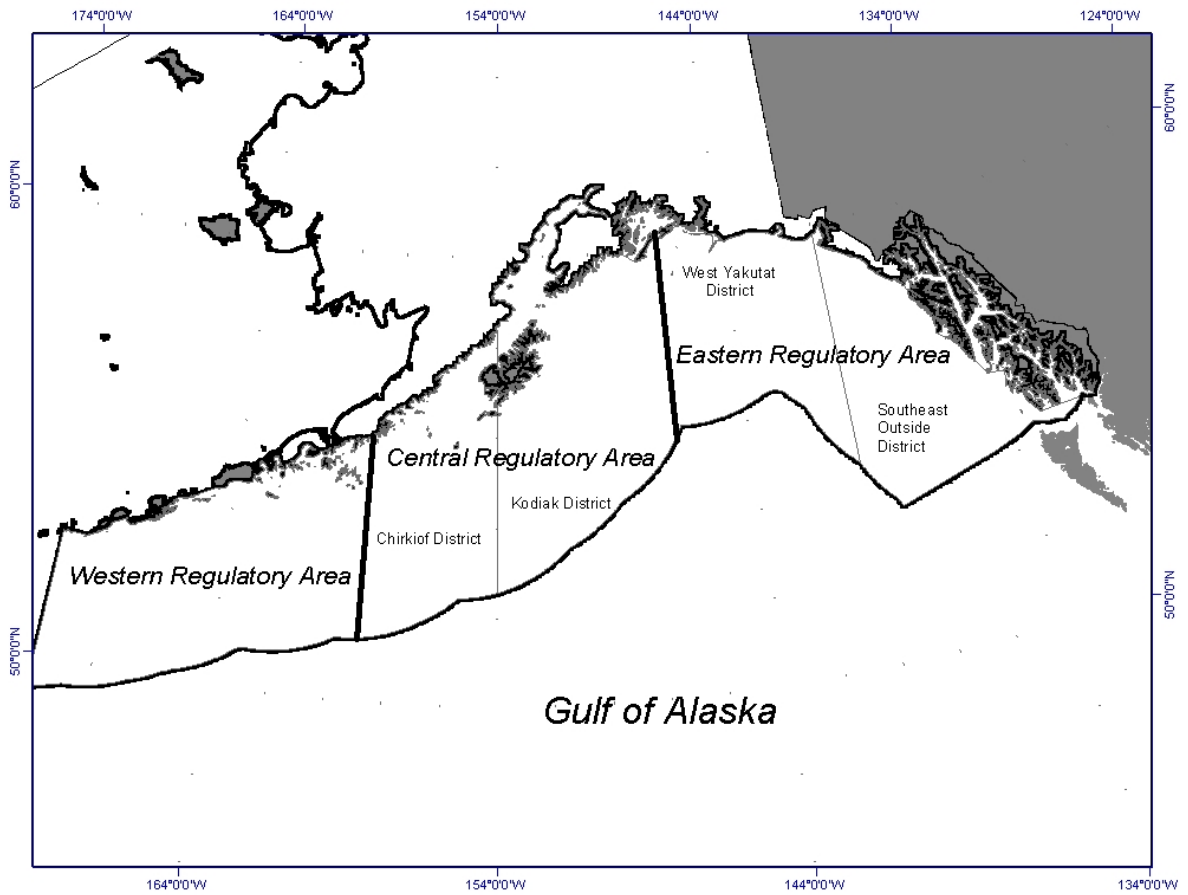 174°0'0"W 164°0'0"W 154°0'0"W 144°0'0"W 134°0'0"W 124°0'0"W
60°0'0"N
60°0'0"N
West Yakutat
District
Eastern Regulatory Area
Southeast
Outside
District
Central Regulatory Area
Kodiak District
Chirkiof District
Western Regulatory Area
50°0'0"N
50°0'0"N
Gulf of Alaska
164°0'0"W 154°0'0"W 144°0'0"W 134°0'0"W